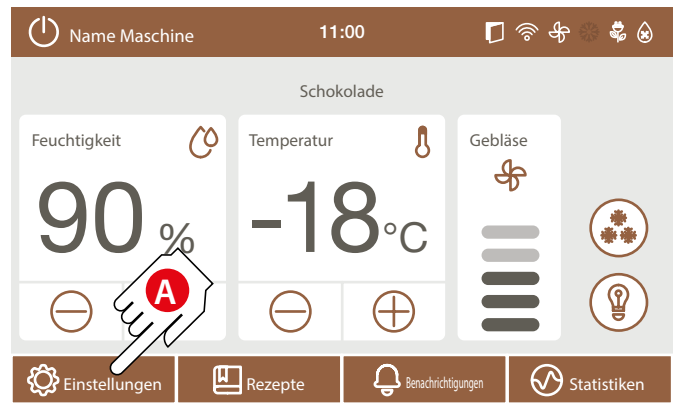 Name Maschine
11:00
Schokolade
Feuchtigkeit
Temperatur
Gebläse
90 %
-18°C
A
Einstellungen
Rezepte
Benachrichtigungen
Statistiken